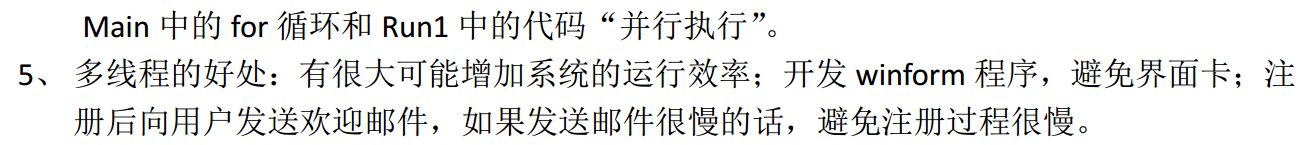 Main 中的 for 循环和 Run1 中的代码“并行执行”。
5、 多线程的好处：有很大可能增加系统的运行效率；开发 winform 程序，避免界面卡；注
册后向用户发送欢迎邮件，如果发送邮件很慢的话，避免注册过程很慢。